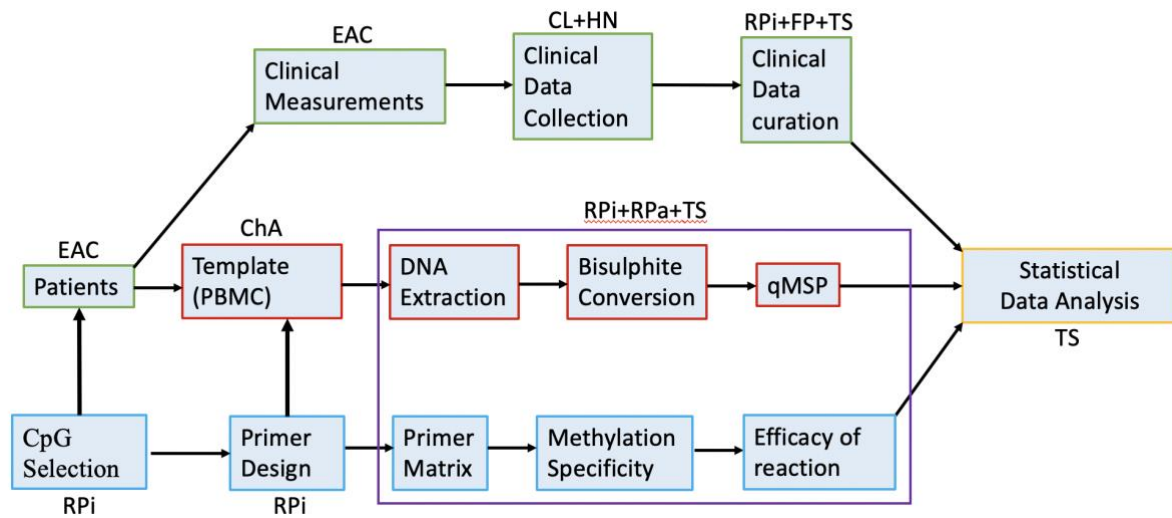 EAC
Clinical
Measurements
CL+HN
Clinical
Data
Collection
RPi+FP+TS
Clinical
Data
curation
EAC
Patients
ChA
Template
(PBMC)
RPi+RPa+TS
DNA
Extraction
Bisulphite
Conversion
qMSP
Statistical
Data Analysis
TS
CpG
Selection
RPi
Primer
Design
RPi
Primer
Matrix
Methylation
Specificity
Efficacy of
reaction